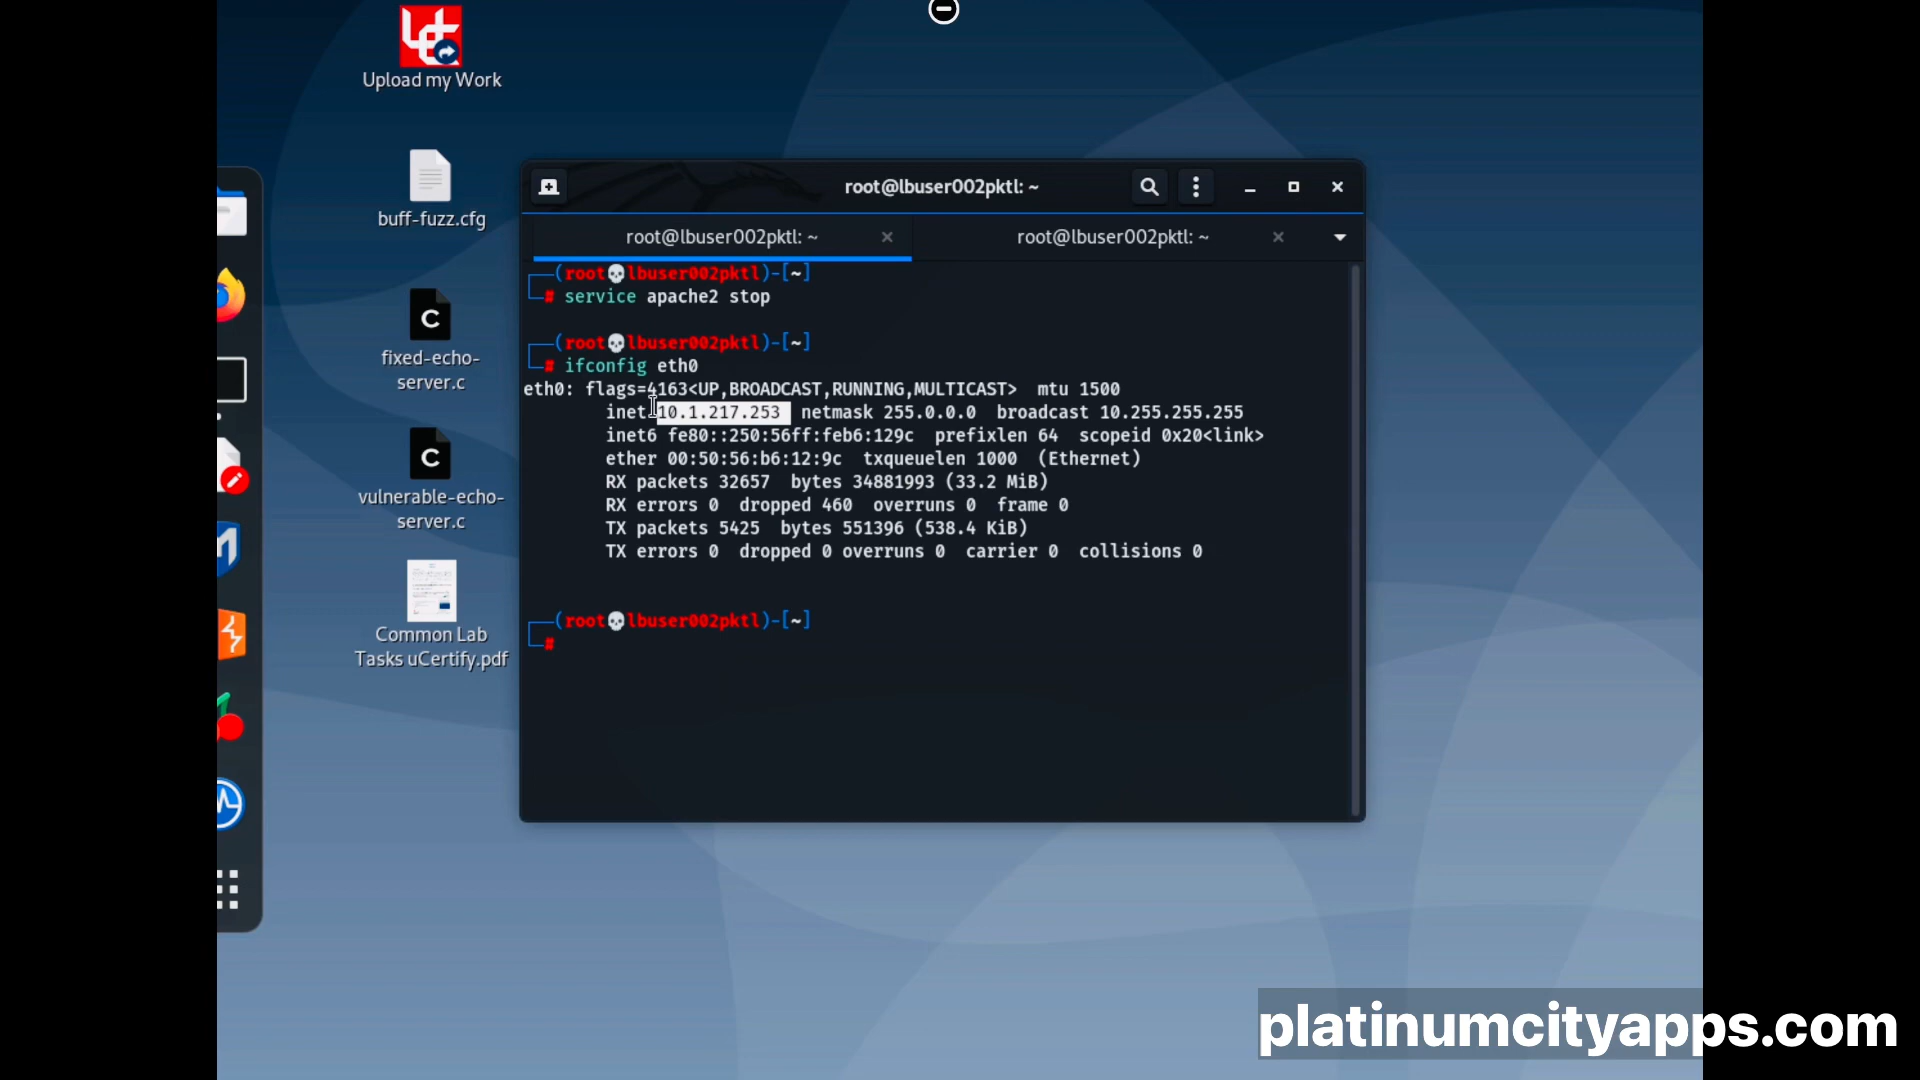 Upload my Work
buff-fuzz.cfg
fixed-echo-
server.c
vulnerable-echo-
server.c
Common Lab
Tasks uCertify.pdf
root@lbuser002pktl: ~
root@lbuser002pktl: ~
root@lbuser002pktl: ~
┌──(root💀lbuser002pktl)-[~]
└─# service apache2 stop
┌──(root💀lbuser002pktl)-[~]
└─# ifconfig eth0
eth0: flags=4163<UP,BROADCAST,RUNNING,MULTICAST>  mtu 1500
inet 10.1.217.253  netmask 255.0.0.0  broadcast 10.255.255.255
inet6 fe80::250:56ff:feb6:129c  prefixlen 64  scopeid 0x20<link>
ether 00:50:56:b6:12:9c  txqueuelen 1000  (Ethernet)
RX packets 32657  bytes 34881993 (33.2 MiB)
RX errors 0  dropped 460  overruns 0  frame 0
TX packets 5425  bytes 551396 (538.4 KiB)
TX errors 0  dropped 0 overruns 0  carrier 0  collisions 0
┌──(root💀lbuser002pktl)-[~]
└─#
platinumcityapps.com